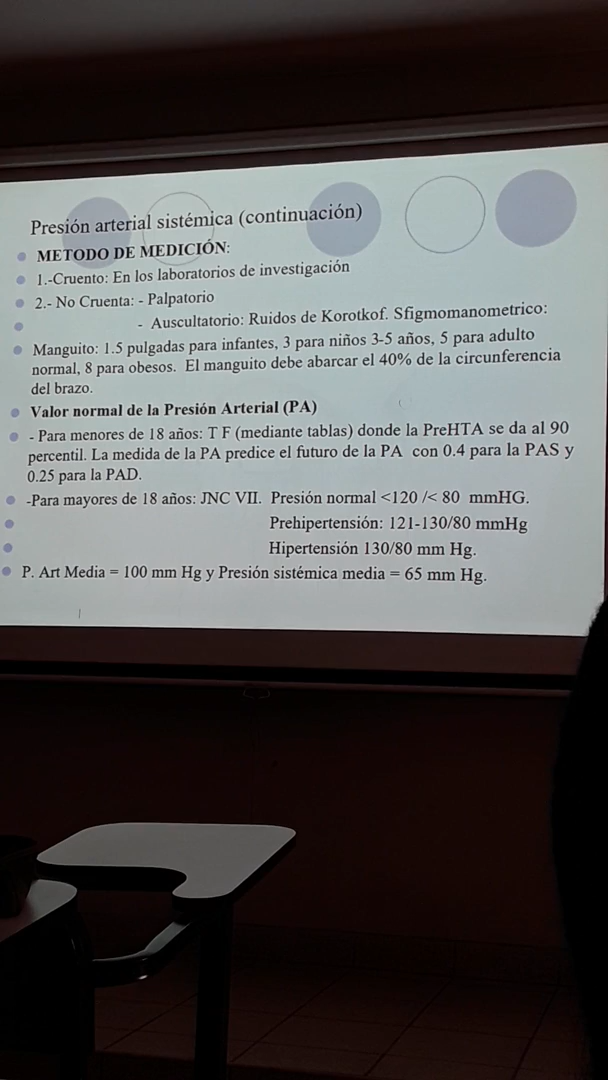 Presión arterial sistémica (continuación)
METODO DE MEDICIÓN:
1.-Cruento: En los laboratorios de investigación
2.- No Cruenta: - Palpatorio
- Auscultatorio: Ruidos de Korotkof. Sfigmomanometrico:
Manguito: 1.5 pulgadas para infantes, 3 para niños 3-5 años, 5 para adulto
normal, 8 para obesos. El manguito debe abarcar el 40% de la circunferencia
del brazo.
Valor normal de la Presión Arterial (PA)
- Para menores de 18 años: T F (mediante tablas) donde la PreHTA se da al 90
percentil. La medida de la PA predice el futuro de la PA con 0.4 para la PAS y
0.25 para la PAD.
-Para mayores de 18 años: JNC VII. Presión normal <120 /< 80 mmHG.
Prehipertensión: 121-130/80 mmHg
Hipertensión 130/80 mm Hg.
P. Art Media = 100 mm Hg y Presión sistémica media = 65 mm Hg.